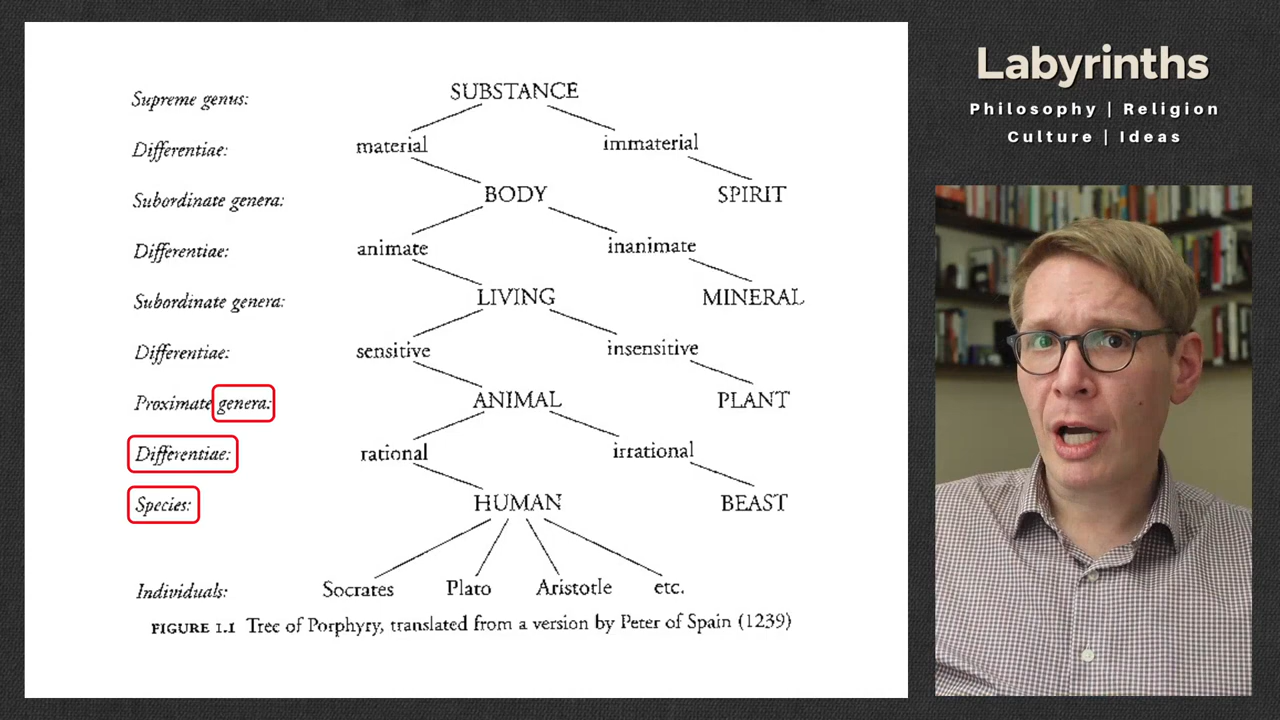 Labyrinths
Philosophy | Religion
Culture | Ideas
Supreme genus: SUBSTANCE
Differentiae: material immaterial
Subordinate genera: BODY SPIRIT
Differentiae: animate inanimate
Subordinate genera: LIVING MINERAL
Differentiae: sensitive insensitive
Proximate genera: ANIMAL PLANT
Differentiae: rational irrational
Species: HUMAN BEAST
Individuals: Socrates Plato Aristotle etc.
FIGURE 1.1 Tree of Porphyry, translated from a version by Peter of Spain (1239)